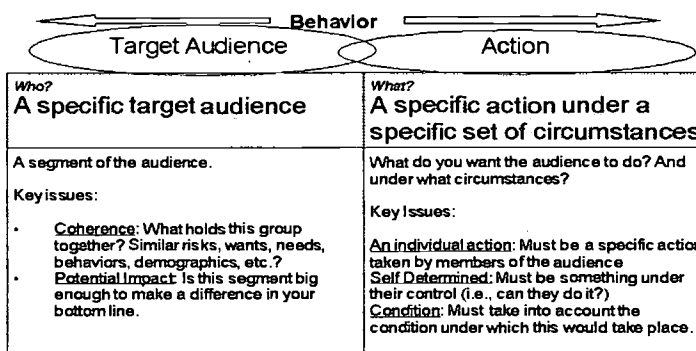 Behavior
Target Audience
Action
Who?
A specific target audience
What?
A specific action under a
specific set of circumstances
A segment of the audience.
Key issues:
• Coherence: What holds this group
together? Similar risks, wants, needs,
behaviors, demographics, etc.?
• Potential Impact: Is this segment big
enough to make a difference in your
bottom line.
What do you want the audience to do? And
under what circumstances?
Key Issues:
An individual action: Must be a specific action
taken by members of the audience
Self Determined: Must be something under
their control (i.e., can they do it?)
Condition: Must take into account the
condition under which this would take place.